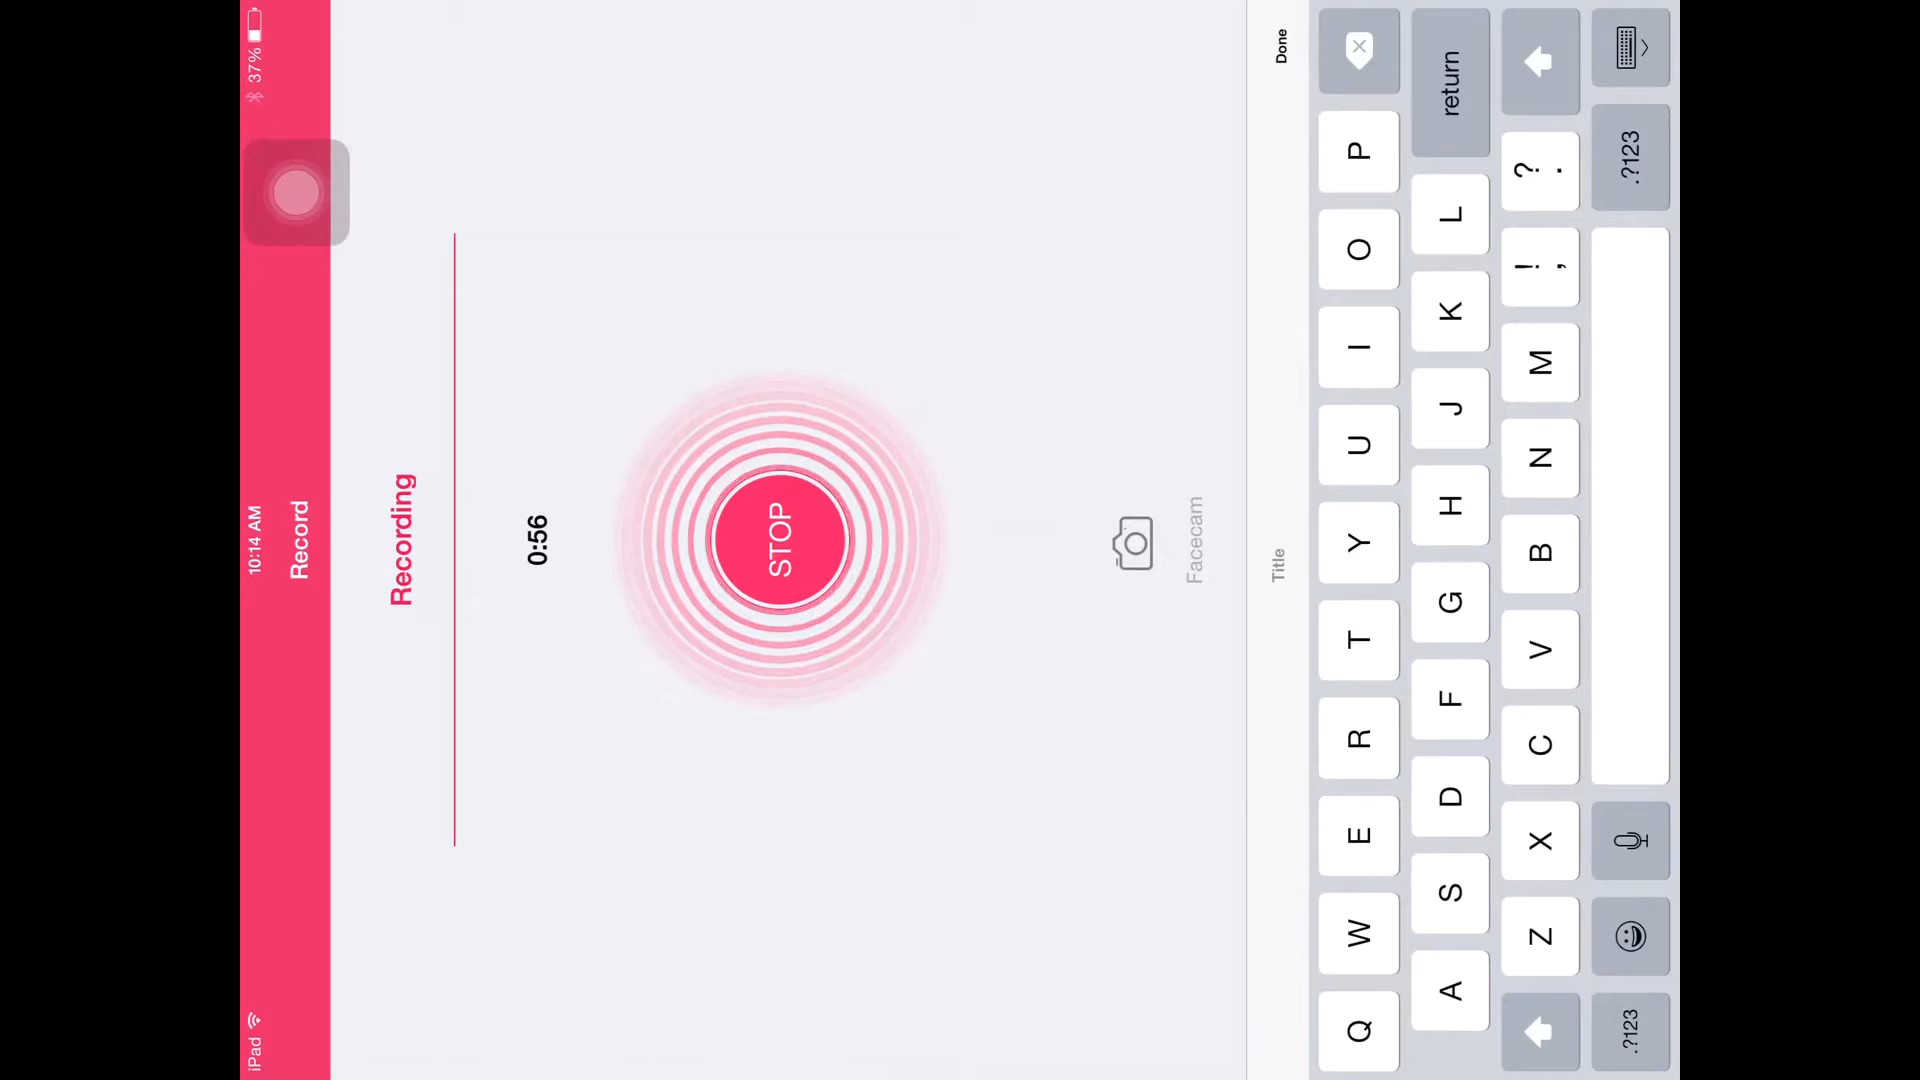 iPad 10:14 AM 37%
Record
Recording
0:56
STOP
Facecam
Title Done
Q W E R T Y U I O P
A S D F G H J K L return
Z X C V B N M ! , ? .
.?123 .?123